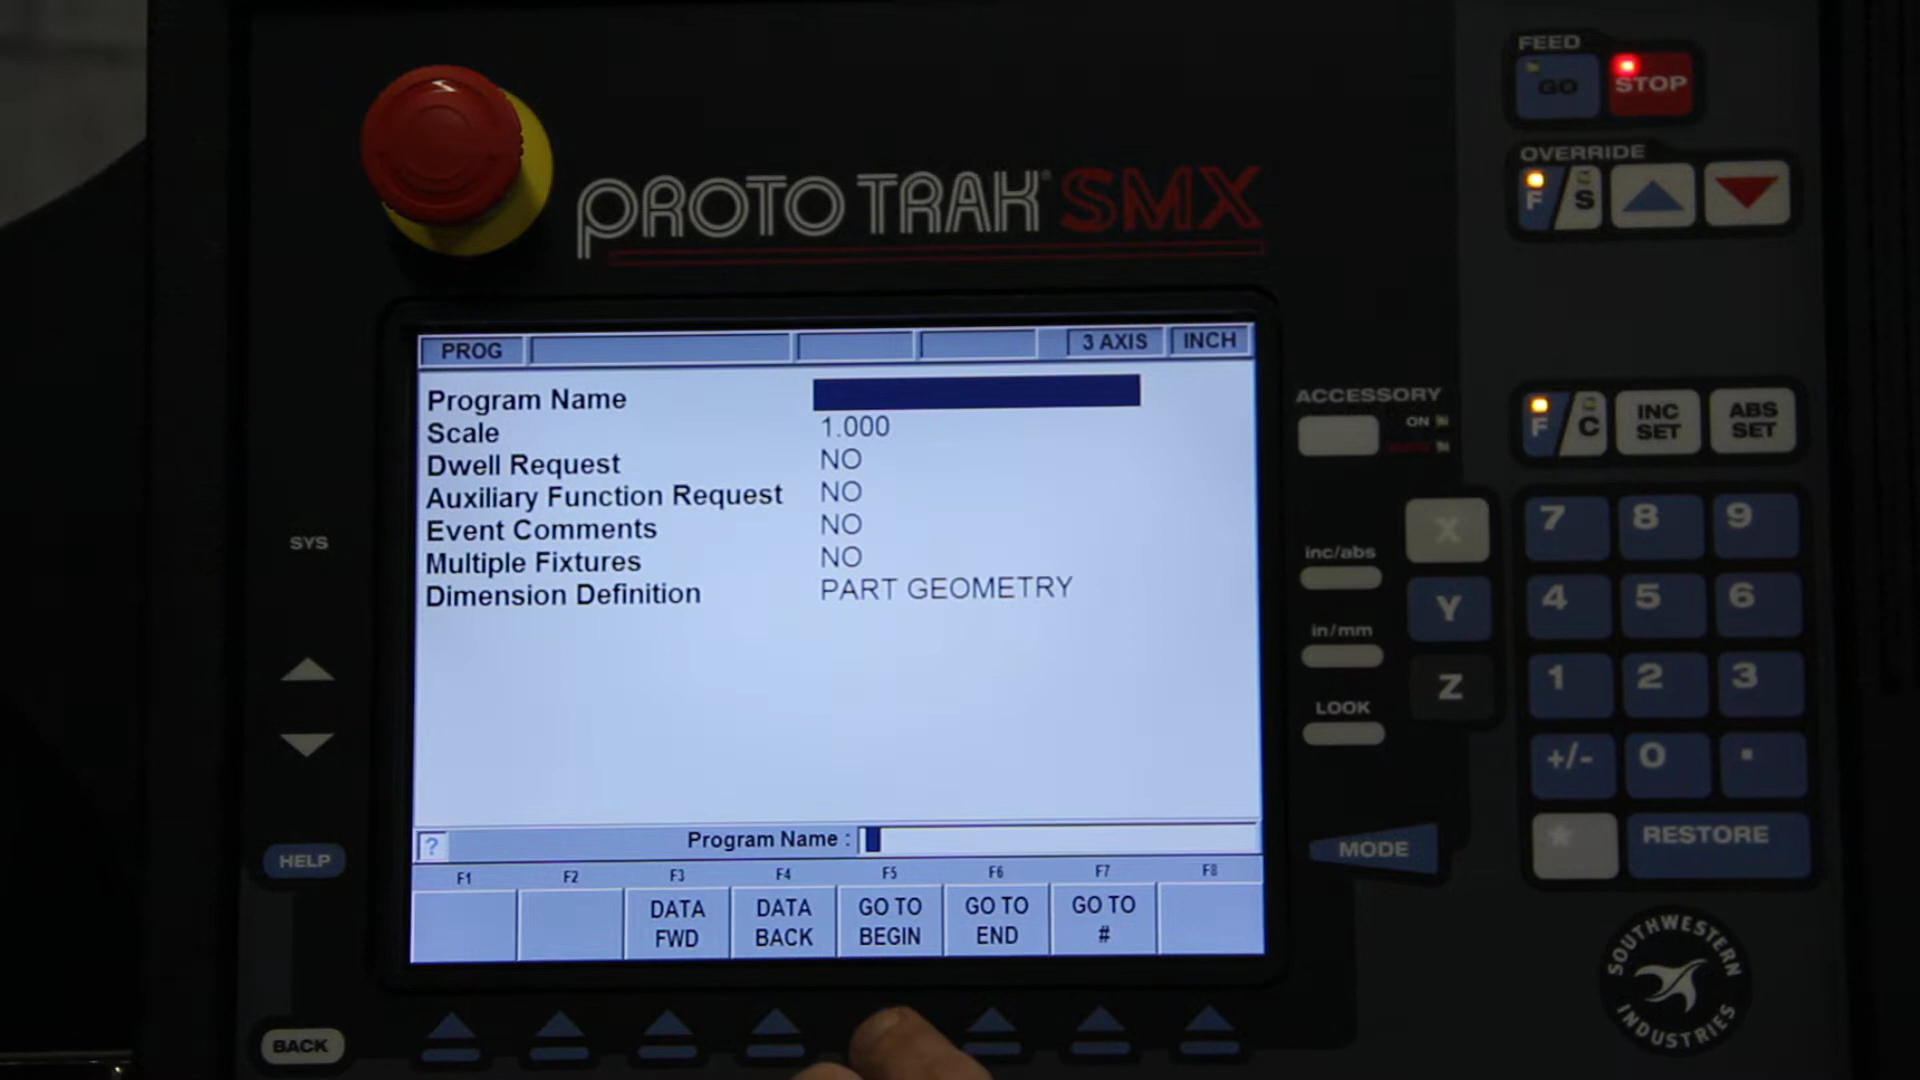 FEED
GO STOP
OVERRIDE
F S
PROTO TRAK® SMX
PROG 3 AXIS INCH
Program Name
Scale 1.000
Dwell Request NO
Auxiliary Function Request NO
Event Comments NO
Multiple Fixtures NO
Dimension Definition PART GEOMETRY
? Program Name :
F1 F2 F3 F4 F5 F6 F7 F8
DATA FWD
DATA BACK
GO TO BEGIN
GO TO END
GO TO #
SYS
HELP
BACK
ACCESSORY
ON
inc/abs
in/mm
LOOK
MODE
F C
INC SET
ABS SET
X
Y
Z
7 8 9
4 5 6
1 2 3
+/- 0 .
* RESTORE
SOUTHWESTERN
INDUSTRIES